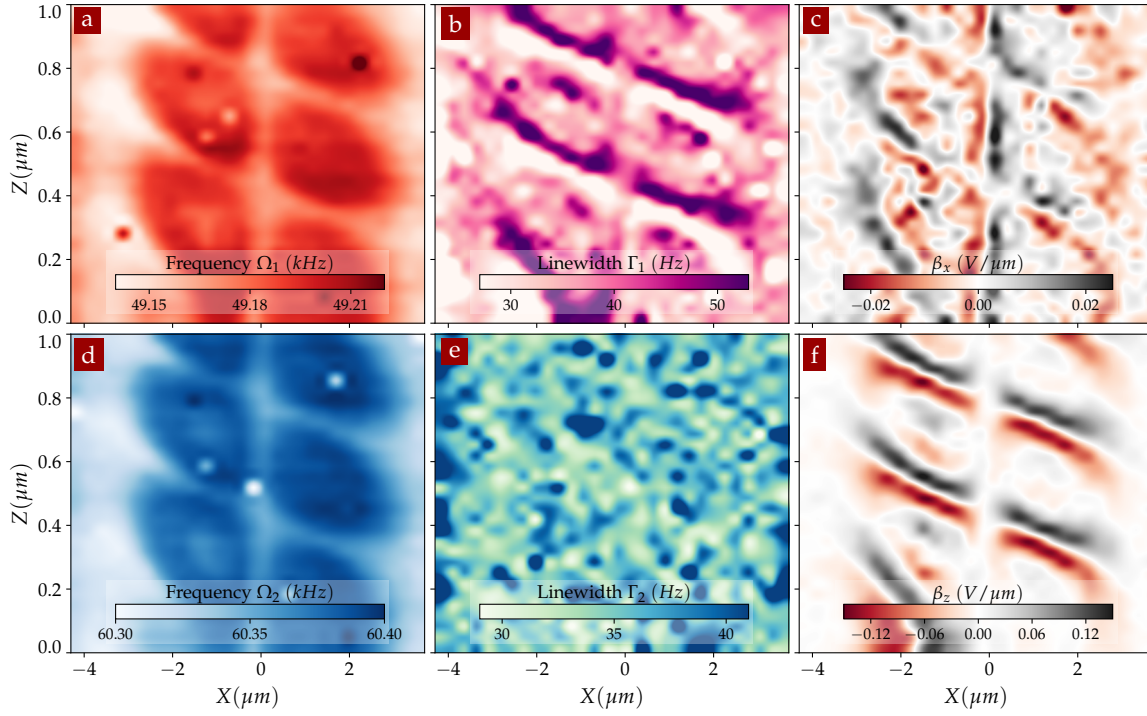 a
b
c
1.0
0.8
0.6
0.4
0.2
0.0
Z(μm)
Frequency Ω₁ (kHz)
49.15 49.18 49.21
Linewidth Γ₁ (Hz)
30 40 50
βₓ (V/μm)
−0.02 0.00 0.02
d
e
f
1.0
0.8
0.6
0.4
0.2
0.0
Z(μm)
Frequency Ω₂ (kHz)
60.30 60.35 60.40
Linewidth Γ₂ (Hz)
30 35 40
β_z (V/μm)
−0.12 −0.06 0.00 0.06 0.12
−4 −2 0 2
−4 −2 0 2
−4 −2 0 2
X(μm)
X(μm)
X(μm)